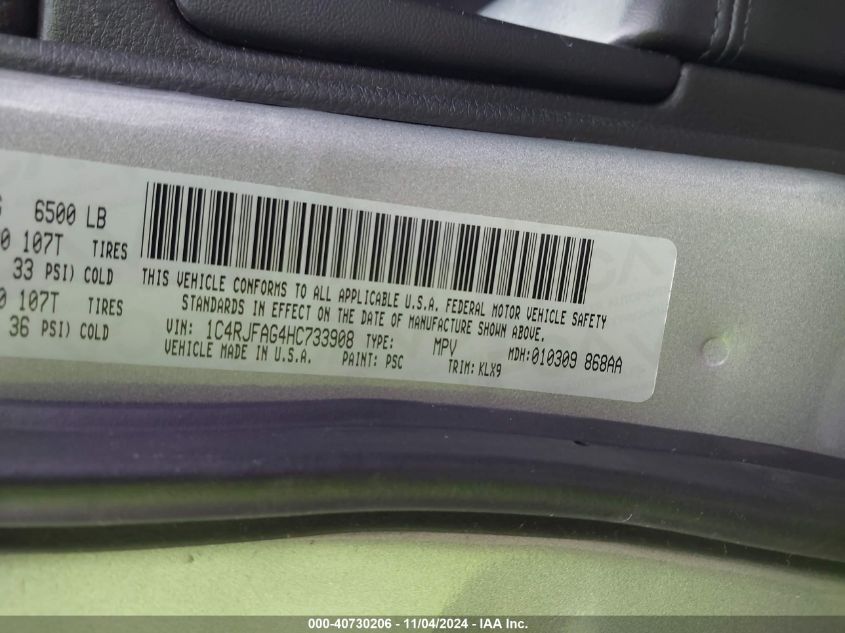 6500 LB
107T TIRES
33 PSI) COLD
107T TIRES
36 PSI) COLD
THIS VEHICLE CONFORMS TO ALL APPLICABLE U.S.A. FEDERAL MOTOR VEHICLE SAFETY
STANDARDS IN EFFECT ON THE DATE OF MANUFACTURE SHOWN ABOVE.
VIN: 1C4RJFAG4HC733908 TYPE: MPV MDH:010309 868AA
VEHICLE MADE IN U.S.A. PAINT: PSC TRIM: KLX9
000-40730206 - 11/04/2024 - IAA Inc.